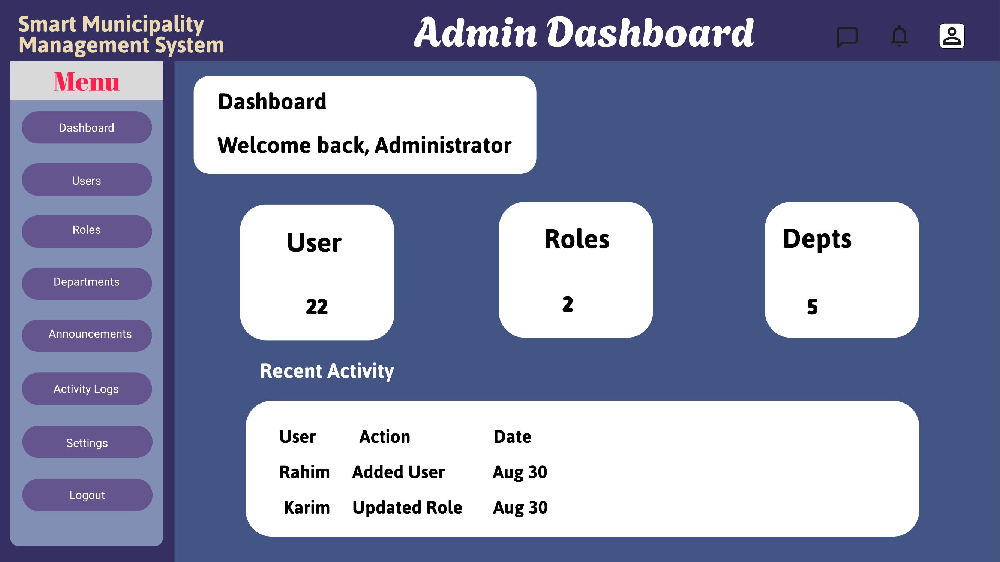 Smart Municipality
Management System
Admin Dashboard
Menu
Dashboard
Users
Roles
Departments
Announcements
Activity Logs
Settings
Logout
Dashboard
Welcome back, Administrator
User
22
Roles
2
Depts
5
Recent Activity
User Action Date
Rahim Added User Aug 30
Karim Updated Role Aug 30